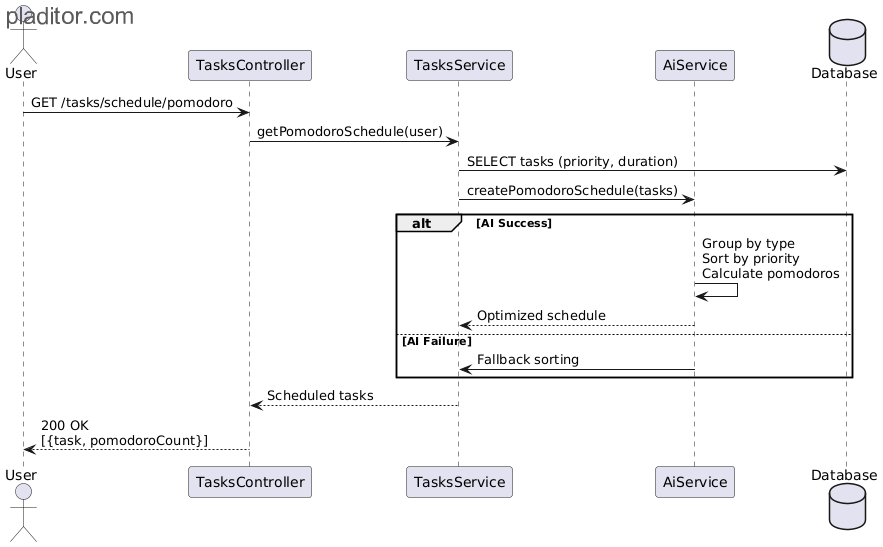 pladitor.com
User
TasksController
TasksService
AiService
Database
GET /tasks/schedule/pomodoro
getPomodoroSchedule(user)
SELECT tasks (priority, duration)
createPomodoroSchedule(tasks)
alt
[AI Success]
Group by type
Sort by priority
Calculate pomodoros
Optimized schedule
[AI Failure]
Fallback sorting
Scheduled tasks
200 OK
[{task, pomodoroCount}]
User
TasksController
TasksService
AiService
Database